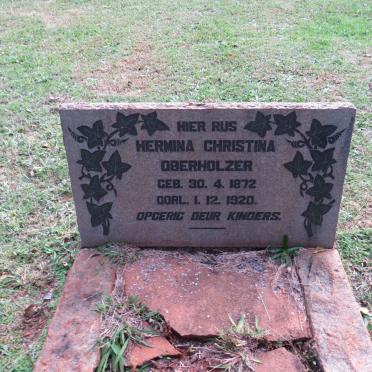 HIER RUS
HERMINA CHRISTINA
OBERHOLZER
GEB. 30. 4. 1872
OORL. 1. 12. 1920.
OPGERIG DEUR KINDERS.